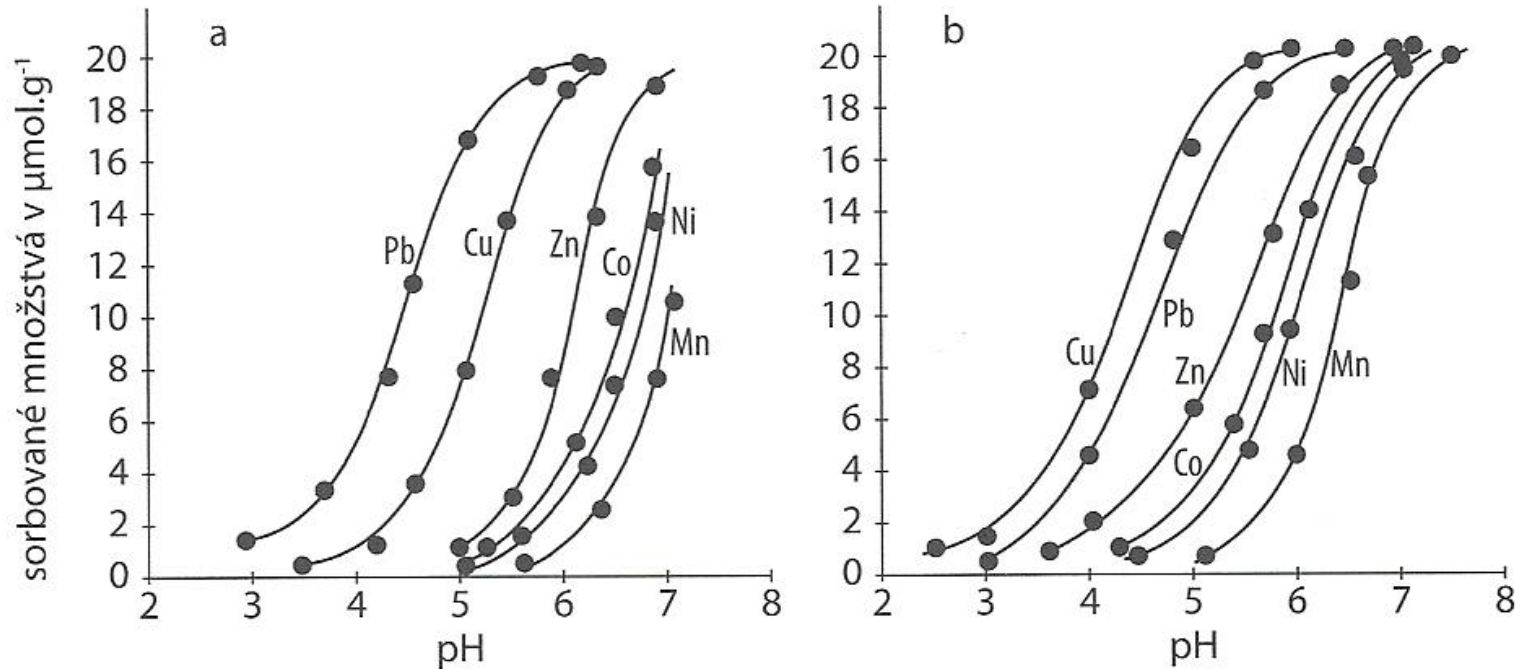 sorbované množstvá v µmol.g⁻¹
a
20
18
16
14
12
10
8
6
4
2
0
Pb
Cu
Zn
Co
Ni
Mn
2 3 4 5 6 7 8
pH
b
20
18
16
14
12
10
8
6
4
2
0
Cu
Pb
Zn
Co
Ni
Mn
2 3 4 5 6 7 8
pH